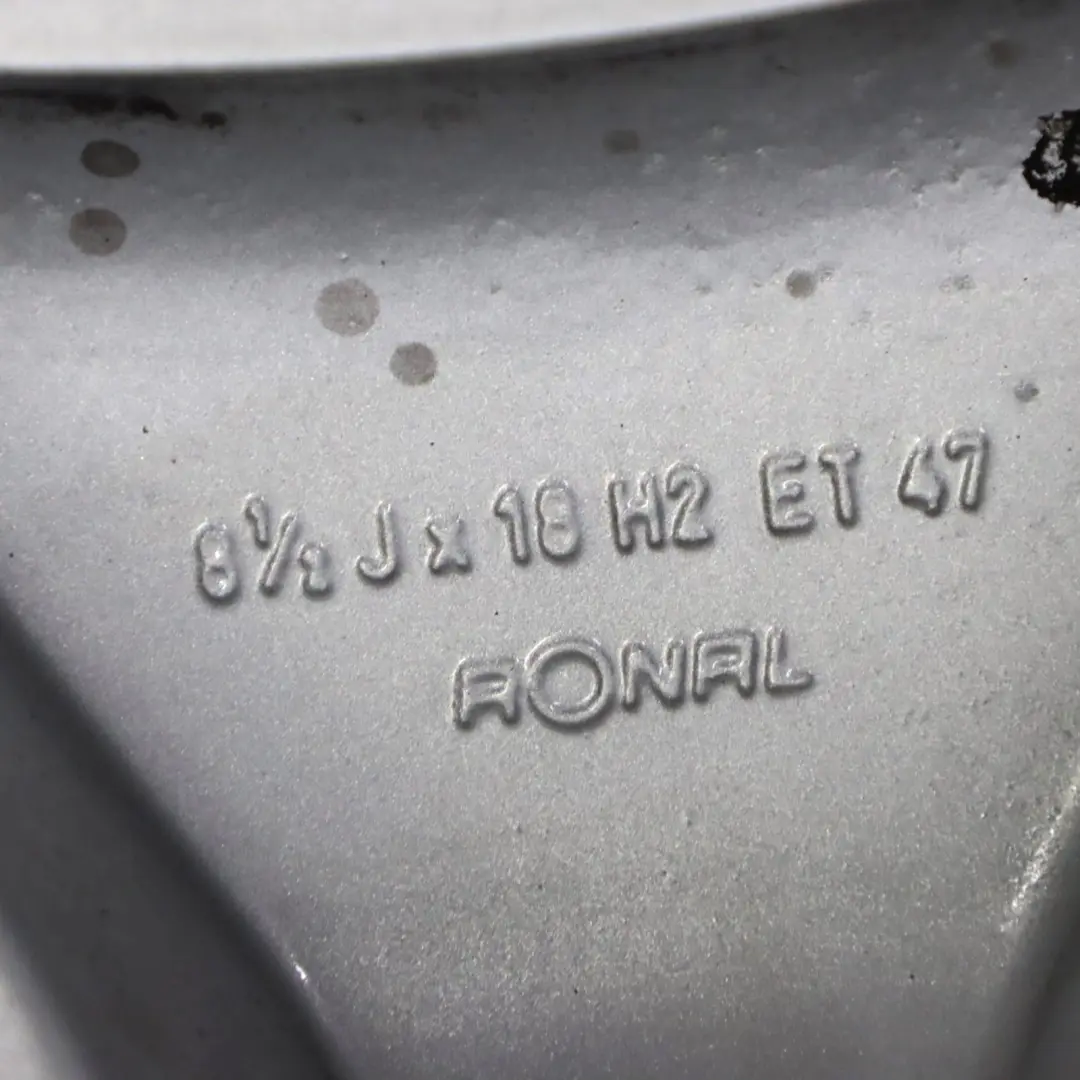 8½ J x 18 H2 ET 47
RONAL